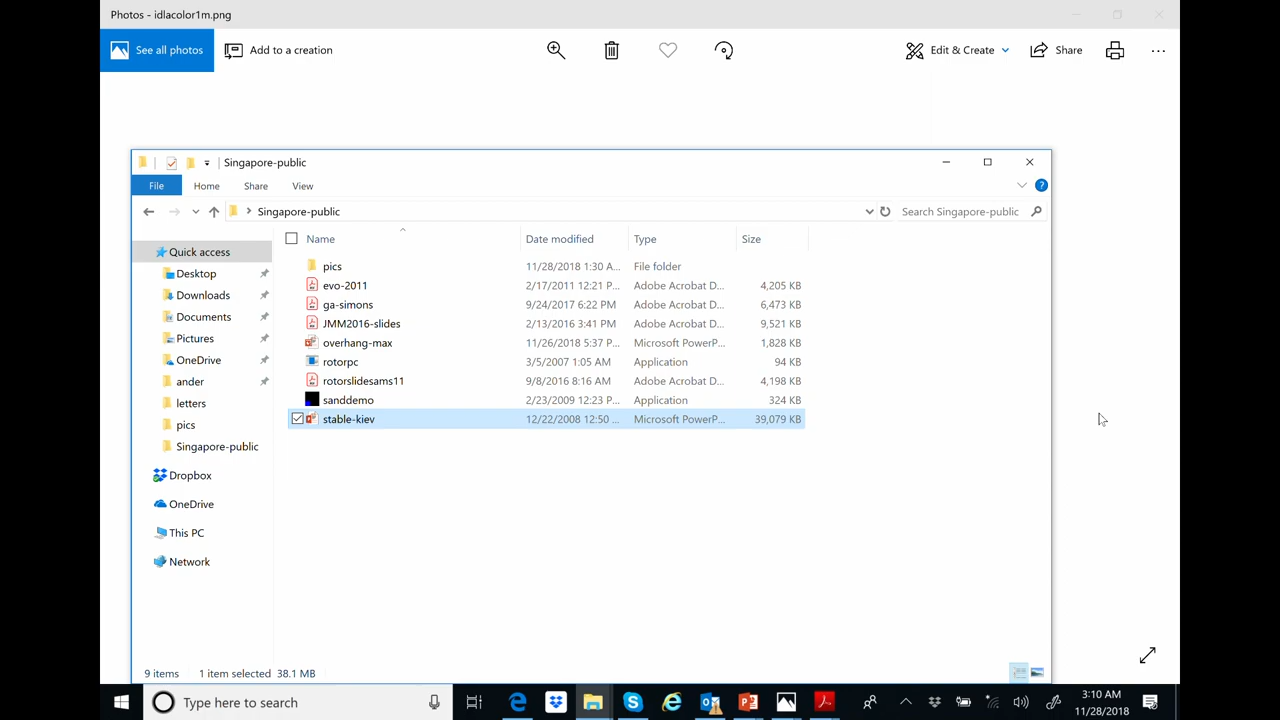 Photos - idlacolor1m.png
See all photos
Add to a creation
Edit & Create
Share
Singapore-public
File Home Share View
Singapore-public
Search Singapore-public
Name Date modified Type Size
Quick access
Desktop
Downloads
Documents
Pictures
OneDrive
ander
letters
pics
Singapore-public
Dropbox
OneDrive
This PC
Network
pics 11/28/2018 1:30 A... File folder
evo-2011 2/17/2011 12:21 P... Adobe Acrobat D... 4,205 KB
ga-simons 9/24/2017 6:22 PM Adobe Acrobat D... 6,473 KB
JMM2016-slides 2/13/2016 3:41 PM Adobe Acrobat D... 9,521 KB
overhang-max 11/26/2018 5:37 P... Microsoft PowerP... 1,828 KB
rotorpc 3/5/2007 1:05 AM Application 94 KB
rotorslidesams11 9/8/2016 8:16 AM Adobe Acrobat D... 4,198 KB
sanddemo 2/23/2009 12:23 P... Application 324 KB
stable-kiev 12/22/2008 12:50 ... Microsoft PowerP... 39,079 KB
9 items 1 item selected 38.1 MB
Type here to search
3:10 AM
11/28/2018